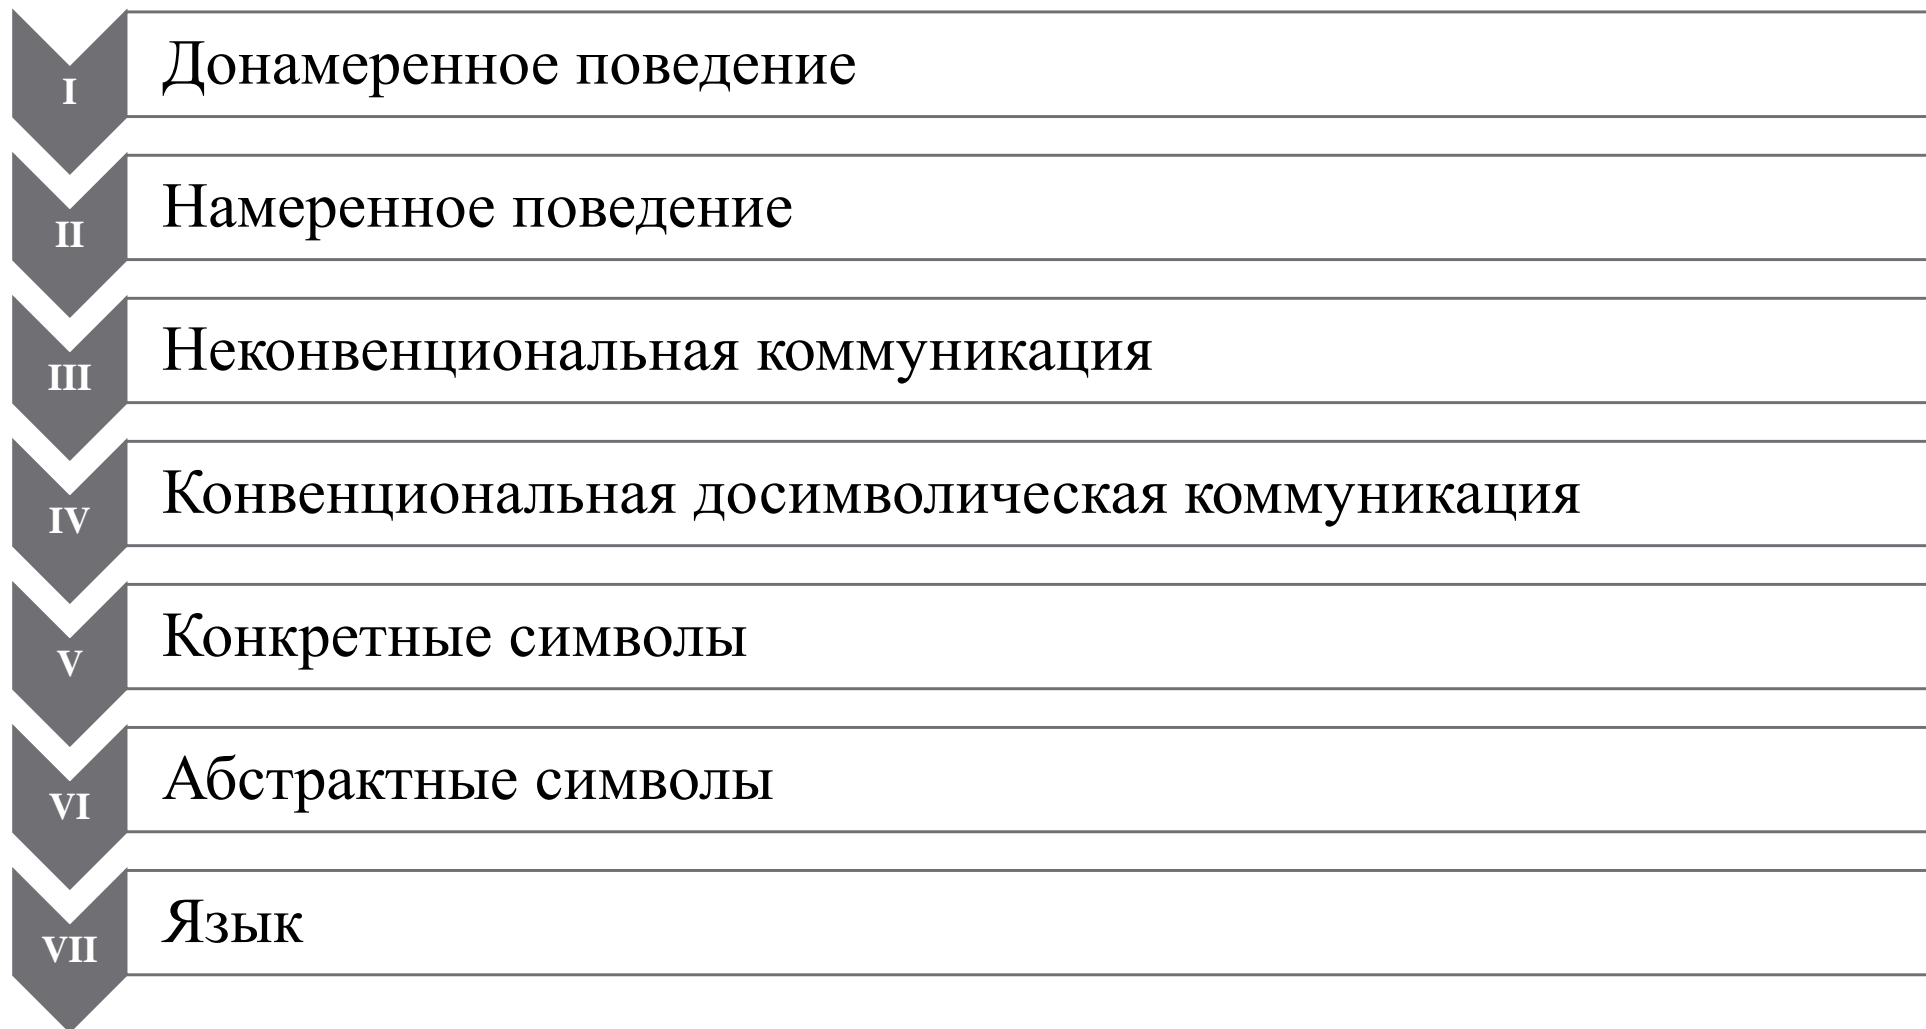 I
Донамеренное поведение
II
Намеренное поведение
III
Неконвенциональная коммуникация
IV
Конвенциональная досимволическая коммуникация
V
Конкретные символы
VI
Абстрактные символы
VII
Язык